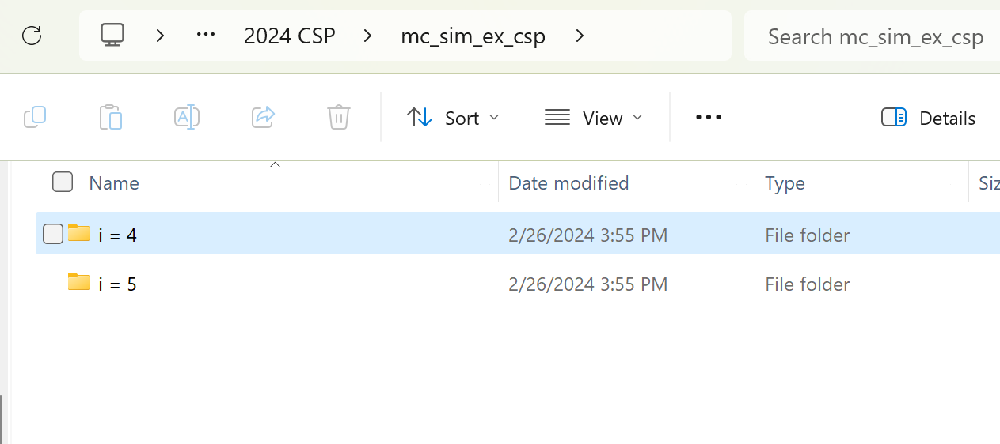 2024 CSP mc_sim_ex_csp Search mc_sim_ex_csp
Sort View Details
Name Date modified Type Siz
i = 4 2/26/2024 3:55 PM File folder
i = 5 2/26/2024 3:55 PM File folder